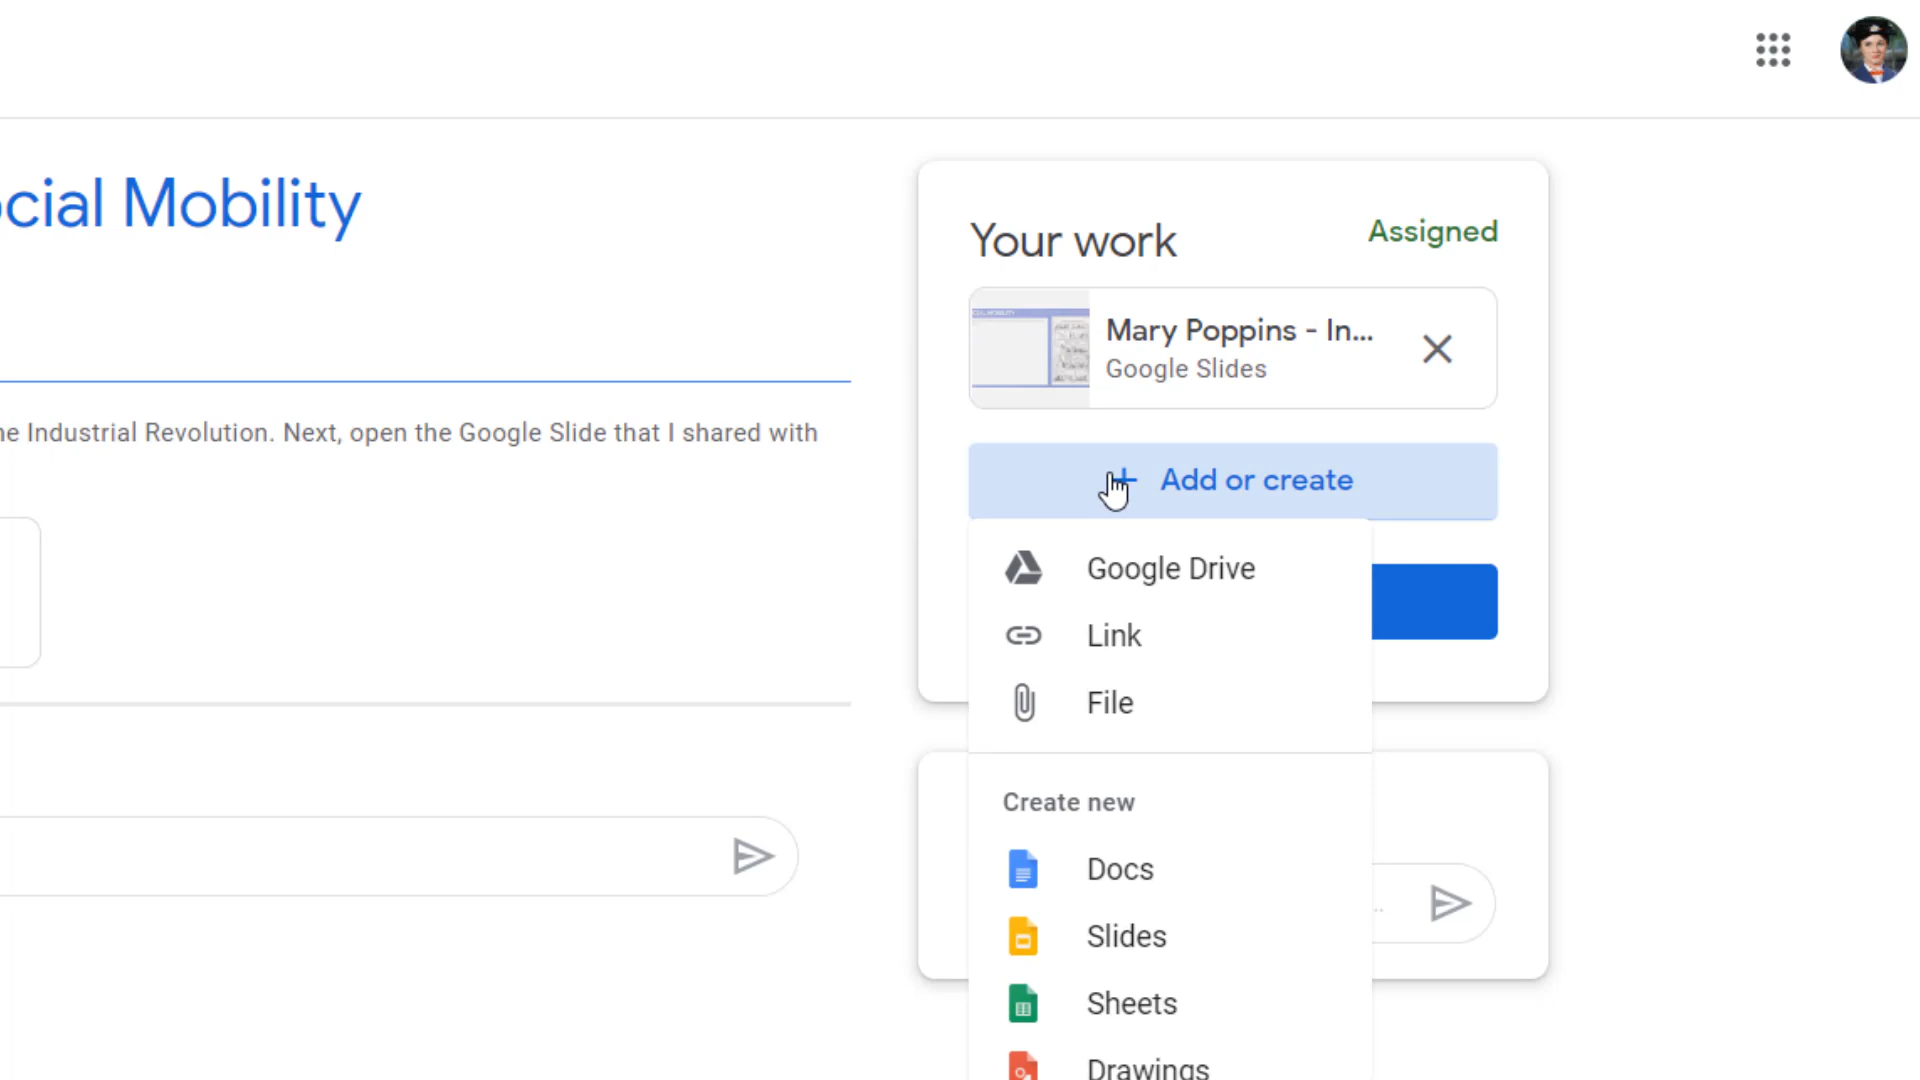 cial Mobility
Your work
Assigned
Mary Poppins - In...
Google Slides
Industrial Revolution. Next, open the Google Slide that I shared with
+ Add or create
Google Drive
Link
File
Create new
Docs
Slides
Sheets
Drawings